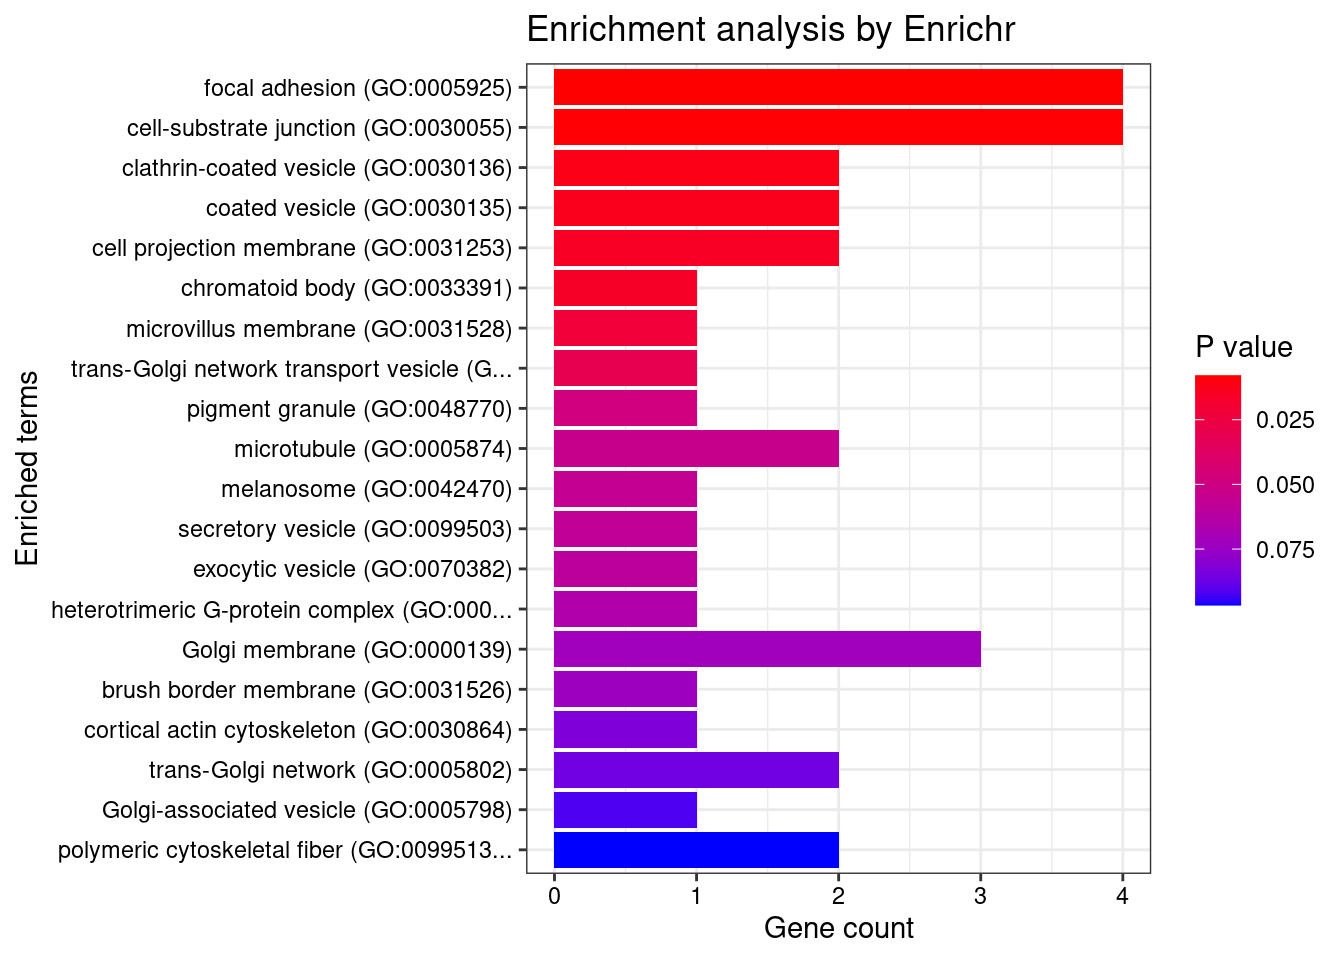 Enrichment analysis by Enrichr
focal adhesion (GO:0005925)
cell-substrate junction (GO:0030055)
clathrin-coated vesicle (GO:0030136)
coated vesicle (GO:0030135)
cell projection membrane (GO:0031253)
chromatoid body (GO:0033391)
microvillus membrane (GO:0031528)
trans-Golgi network transport vesicle (G...
pigment granule (GO:0048770)
microtubule (GO:0005874)
melanosome (GO:0042470)
secretory vesicle (GO:0099503)
exocytic vesicle (GO:0070382)
heterotrimeric G-protein complex (GO:000...
Golgi membrane (GO:0000139)
brush border membrane (GO:0031526)
cortical actin cytoskeleton (GO:0030864)
trans-Golgi network (GO:0005802)
Golgi-associated vesicle (GO:0005798)
polymeric cytoskeletal fiber (GO:0099513...
Enriched terms
0 1 2 3 4
Gene count
P value
0.025
0.050
0.075